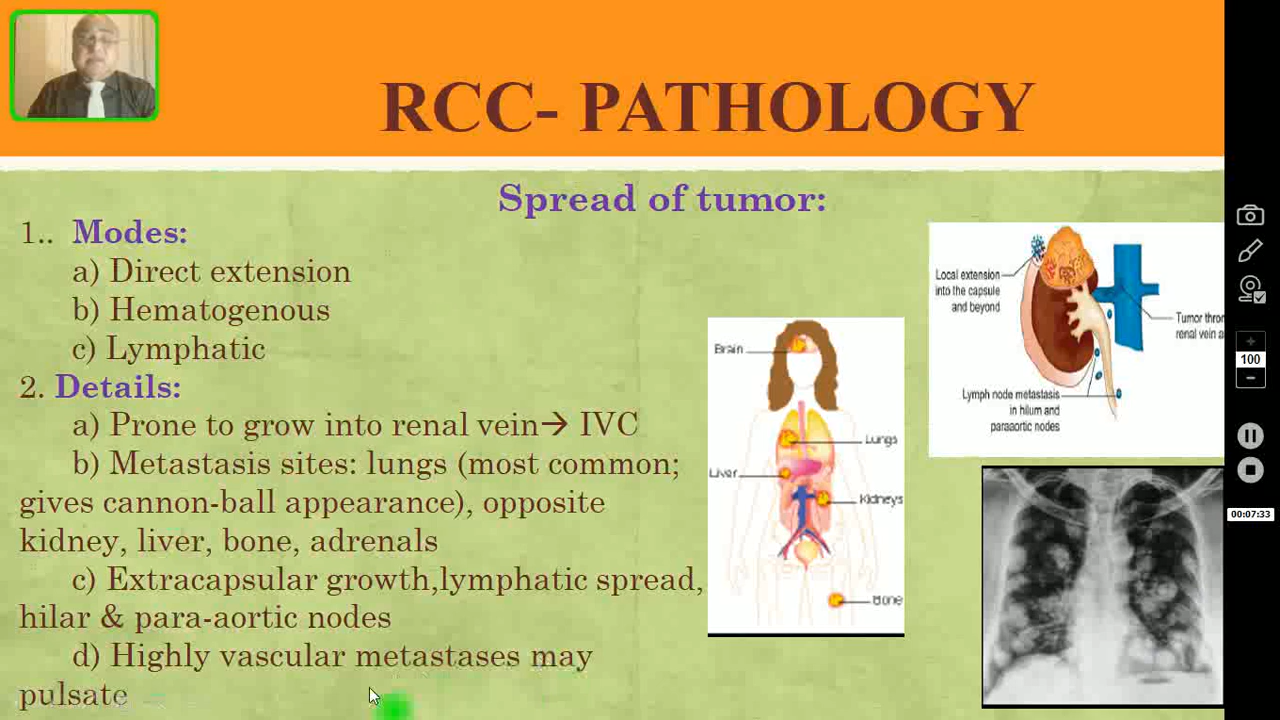 RCC- PATHOLOGY
Spread of tumor:
1.. Modes:
a) Direct extension
b) Hematogenous
c) Lymphatic
2. Details:
a) Prone to grow into renal vein→ IVC
b) Metastasis sites: lungs (most common;
gives cannon-ball appearance), opposite
kidney, liver, bone, adrenals
c) Extracapsular growth,lymphatic spread,
hilar & para-aortic nodes
d) Highly vascular metastases may
pulsate
Brain
Lungs
Liver
Kidneys
Bone
Local extension
into the capsule
and beyond
Tumor
renal vein
Lymph node metastasis
in hilum and
paraaortic nodes
100
00:07:33